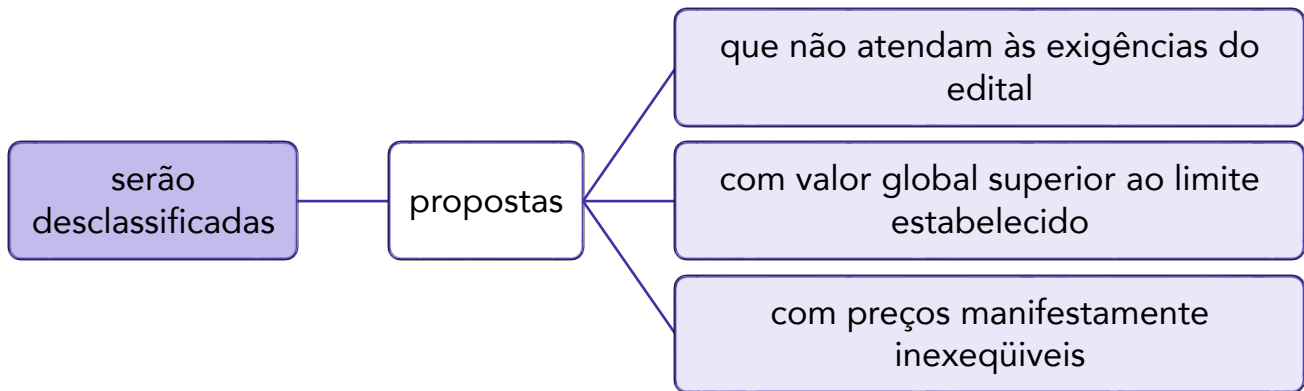 serão
desclassificadas
propostas
que não atendam às exigências do
edital
com valor global superior ao limite
estabelecido
com preços manifestamente
inexeqüiveis